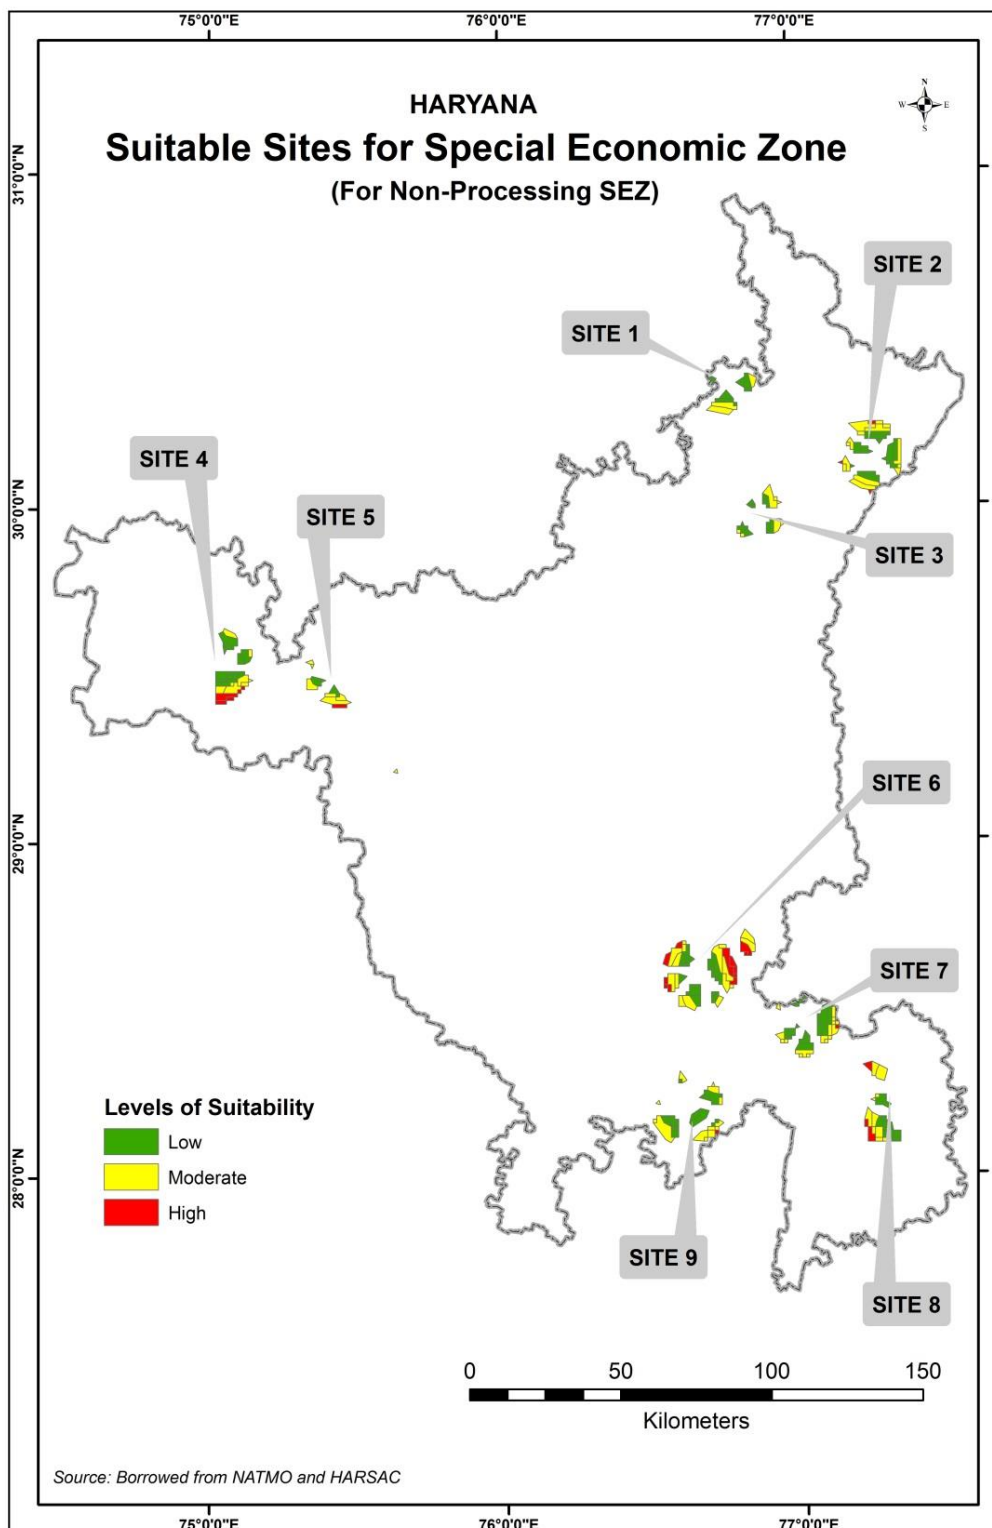 75°0'0"E 76°0'0"E 77°0'0"E
HARYANA
Suitable Sites for Special Economic Zone
(For Non-Processing SEZ)
N
W E
S
31°0'0"N
SITE 2
SITE 1
SITE 4
30°0'0"N
SITE 5
SITE 3
SITE 6
29°0'0"N
SITE 7
Levels of Suitability
Low
Moderate
High
28°0'0"N
SITE 9
SITE 8
0 50 100 150
Kilometers
Source: Borrowed from NATMO and HARSAC
75°0'0"E 76°0'0"E 77°0'0"E